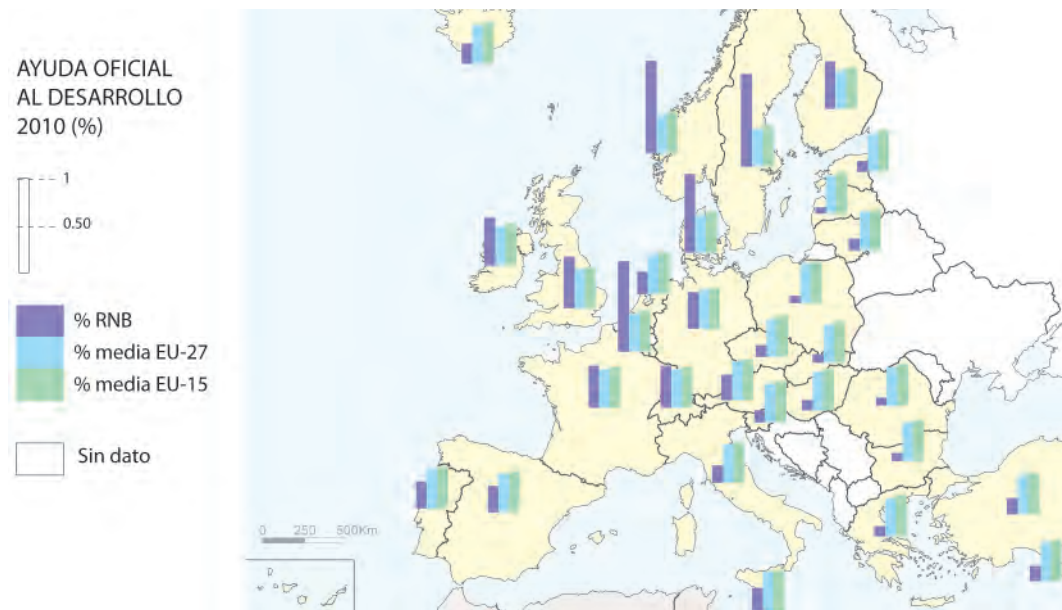 AYUDA OFICIAL
AL DESARROLLO
2010 (%)
1
0.50
% RNB
% media EU-27
% media EU-15
Sin dato
0 250 500Km.